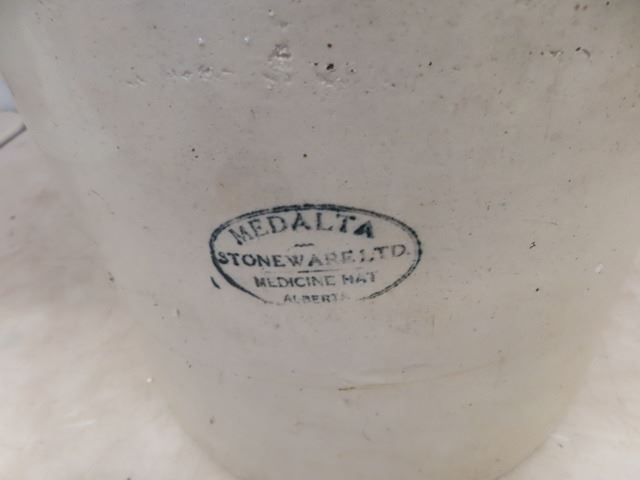 MEDALTA
STONEWARE LTD.
MEDICINE HAT
ALBERTA